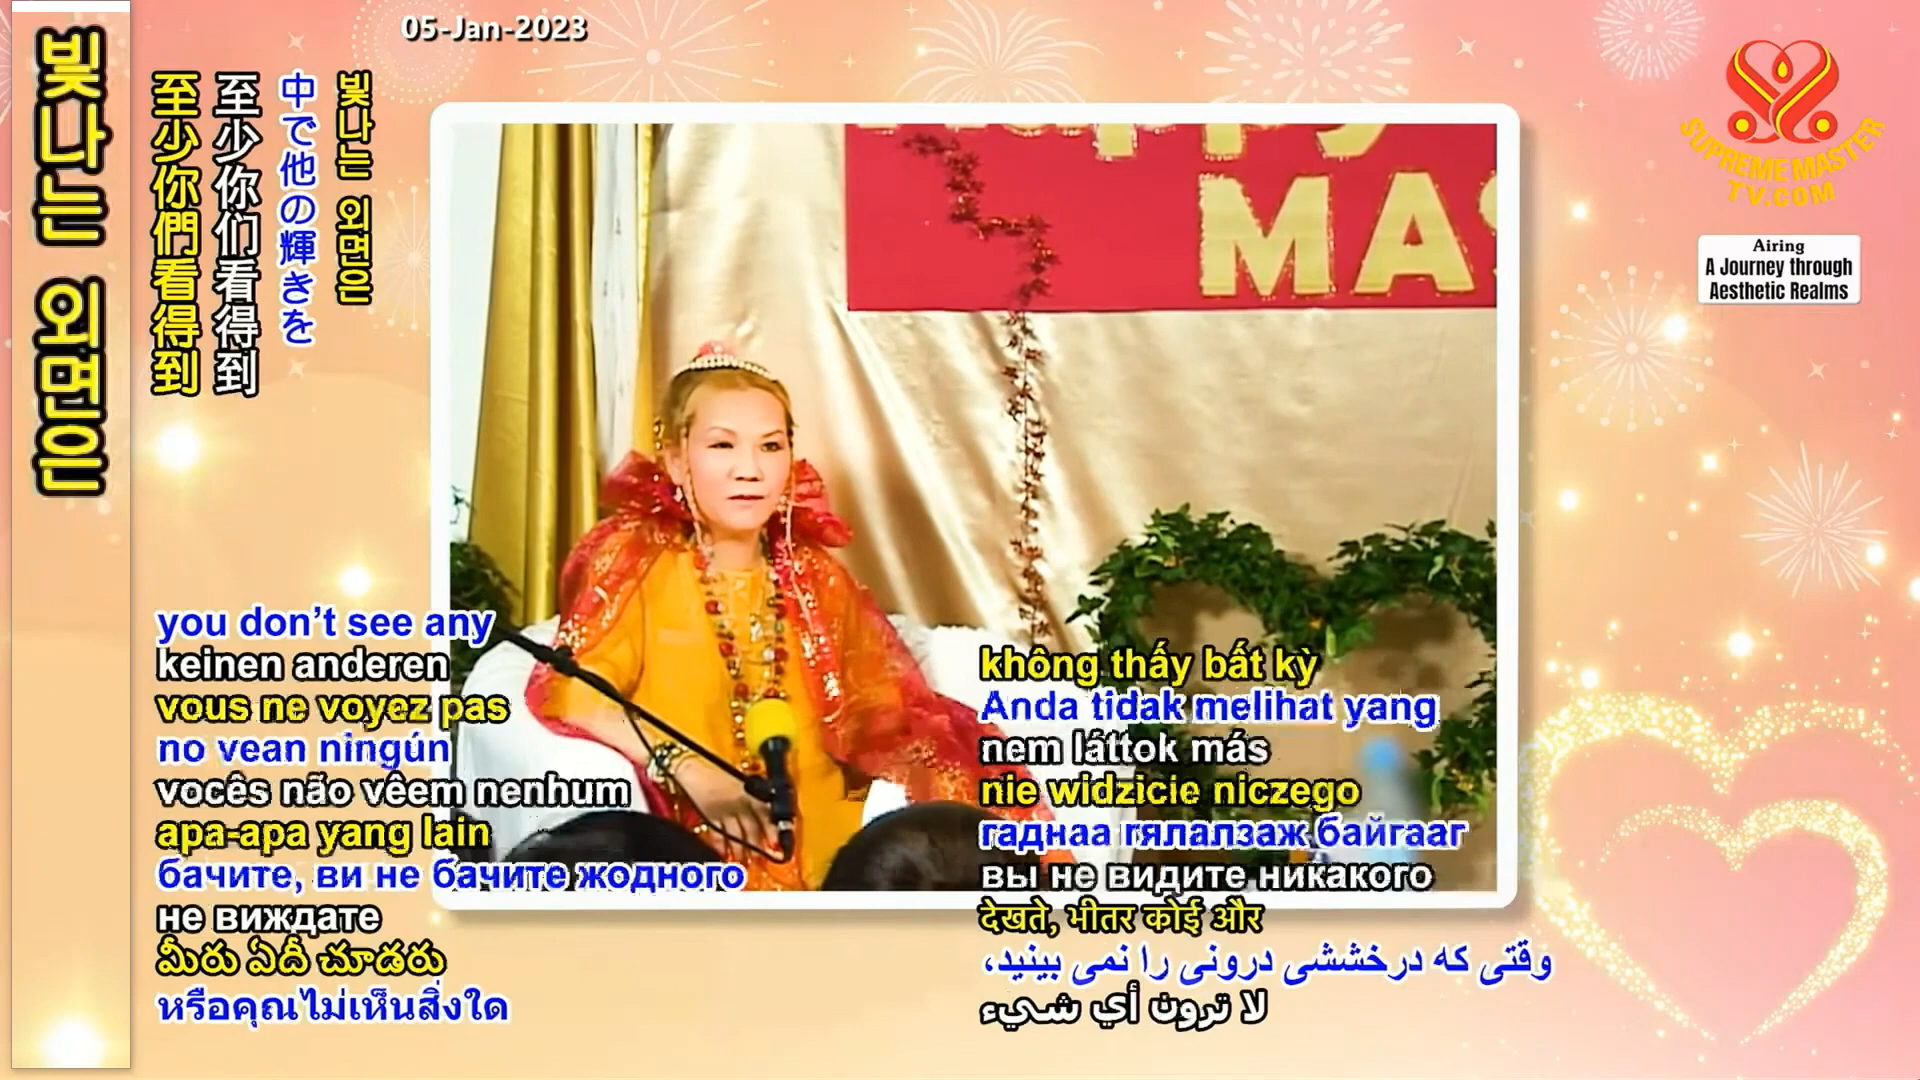 05-Jan-2023
빛나는 외면은
至少你們看得到
至少你们看得到
中で他の輝きを
빛나는 외면은
SUPREME MASTER
TV.COM
Airing
A Journey through
Aesthetic Realms
Happy
MAS
you don't see any
keinen anderen
vous ne voyez pas
no vean ningún
vocês não vêem nenhum
apa-apa yang lain
бачите, ви не бачите жодного
не виждате
మీరు ఏదీ చూడరు
หรือคุณไม่เห็นสิ่งใด
không thấy bất kỳ
Anda tidak melihat yang
nem láttok más
nie widzicie niczego
гаднаа гялалзаж байгааг
вы не видите никакого
देखते, भीतर कोई और
وقتی که درخششی درونی را نمی بینید،
لا ترون أي شيء